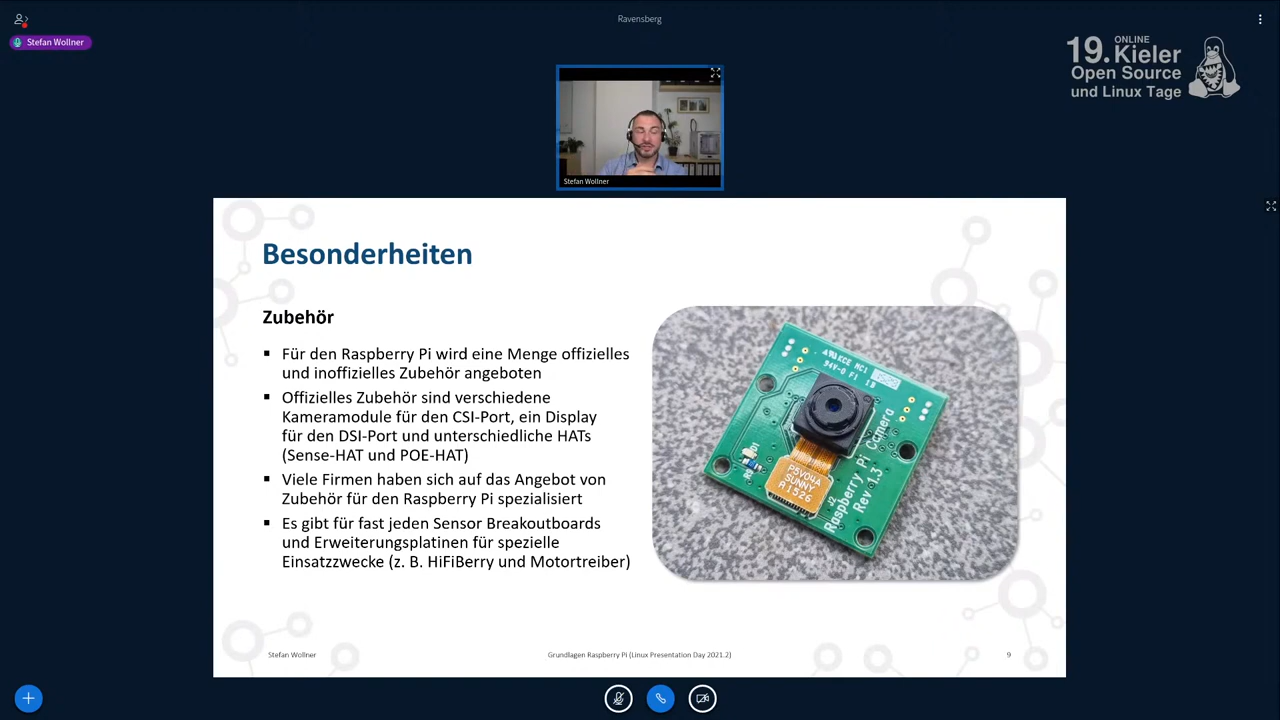 Ravensberg
Stefan Wollner
19. ONLINE Kieler
Open Source
und Linux Tage
Stefan Wollner
Besonderheiten
Zubehör
▪ Für den Raspberry Pi wird eine Menge offizielles
und inoffizielles Zubehör angeboten
▪ Offizielles Zubehör sind verschiedene
Kameramodule für den CSI-Port, ein Display
für den DSI-Port und unterschiedliche HATs
(Sense-HAT und POE-HAT)
▪ Viele Firmen haben sich auf das Angebot von
Zubehör für den Raspberry Pi spezialisiert
▪ Es gibt für fast jeden Sensor Breakoutboards
und Erweiterungsplatinen für spezielle
Einsatzzwecke (z. B. HiFiBerry und Motortreiber)
94V-0 F1 1B
P5V04A
SUNNY
Raspberry Pi Camera
Rev 1.3
Stefan Wollner
Grundlagen Raspberry Pi (Linux Presentation Day 2021.2)
9